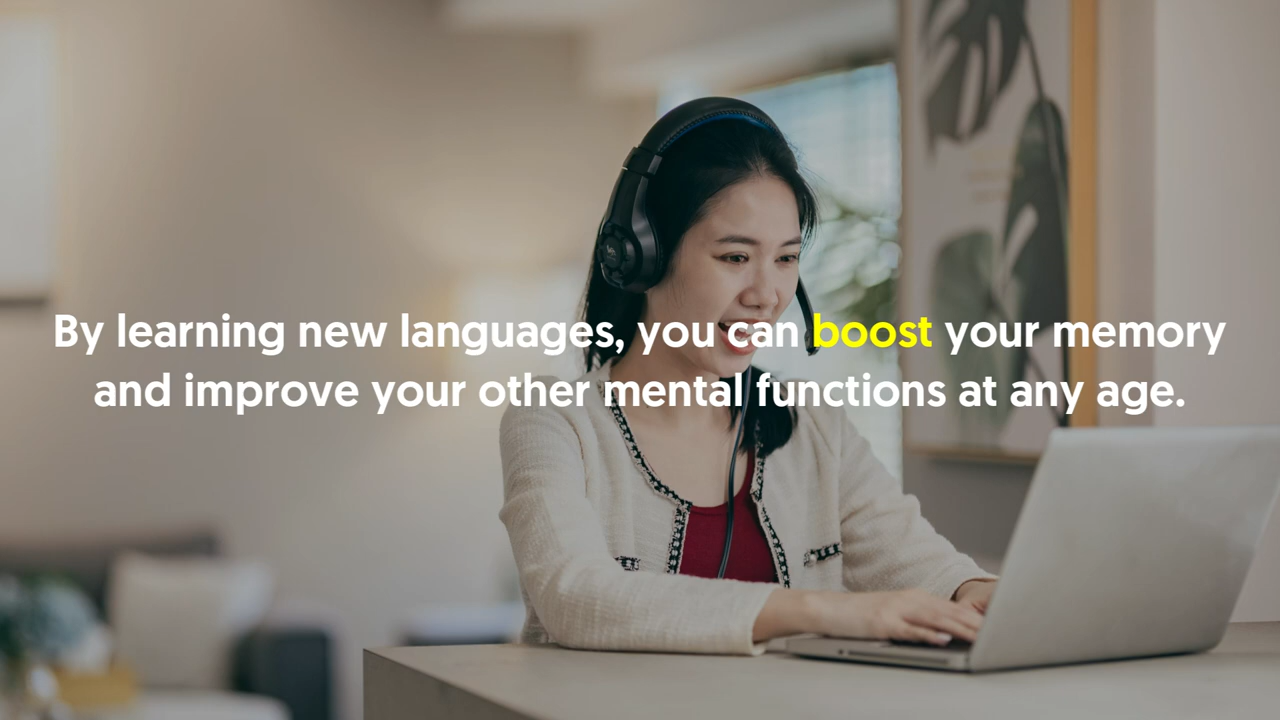 By learning new languages, you can boost your memory
and improve your other mental functions at any age.